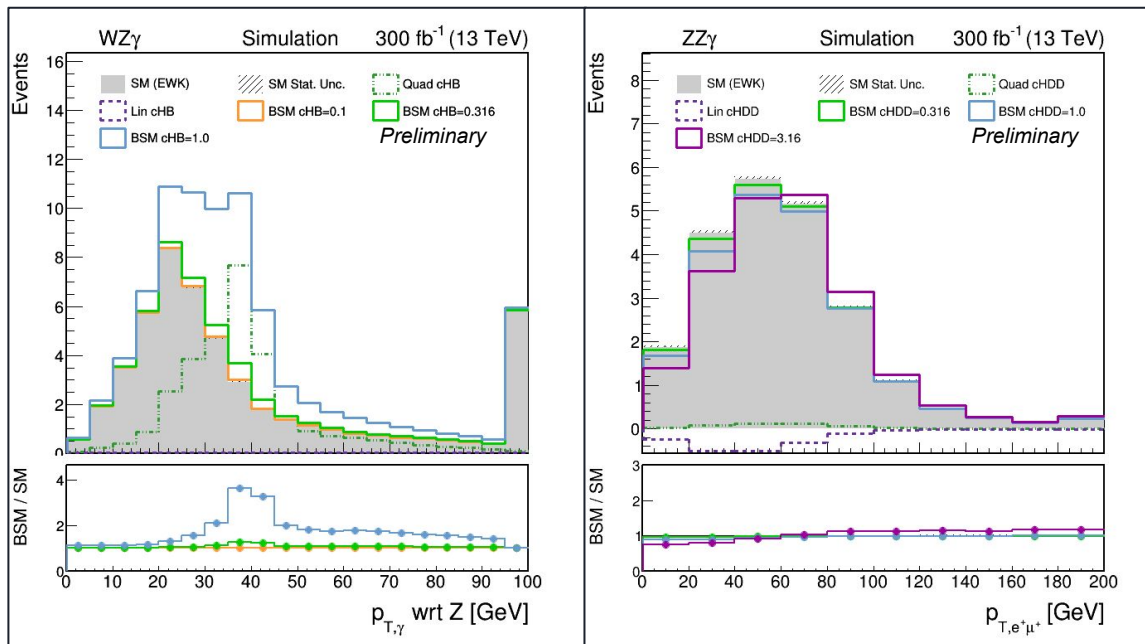 WZγ Simulation 300 fb⁻¹ (13 TeV)
Events
16
14
12
10
8
6
4
2
0
SM (EWK) SM Stat. Unc. Quad cHB
Lin cHB BSM cHB=0.1 BSM cHB=0.316
BSM cHB=1.0 Preliminary
BSM / SM
4
2
0
0 10 20 30 40 50 60 70 80 90 100
p_T,γ wrt Z [GeV]
ZZγ Simulation 300 fb⁻¹ (13 TeV)
Events
8
7
6
5
4
3
2
1
0
SM (EWK) SM Stat. Unc. Quad cHDD
Lin cHDD BSM cHDD=0.316 BSM cHDD=1.0
BSM cHDD=3.16 Preliminary
BSM / SM
3
2
1
0
0 20 40 60 80 100 120 140 160 180 200
p_T,e⁺μ⁺ [GeV]